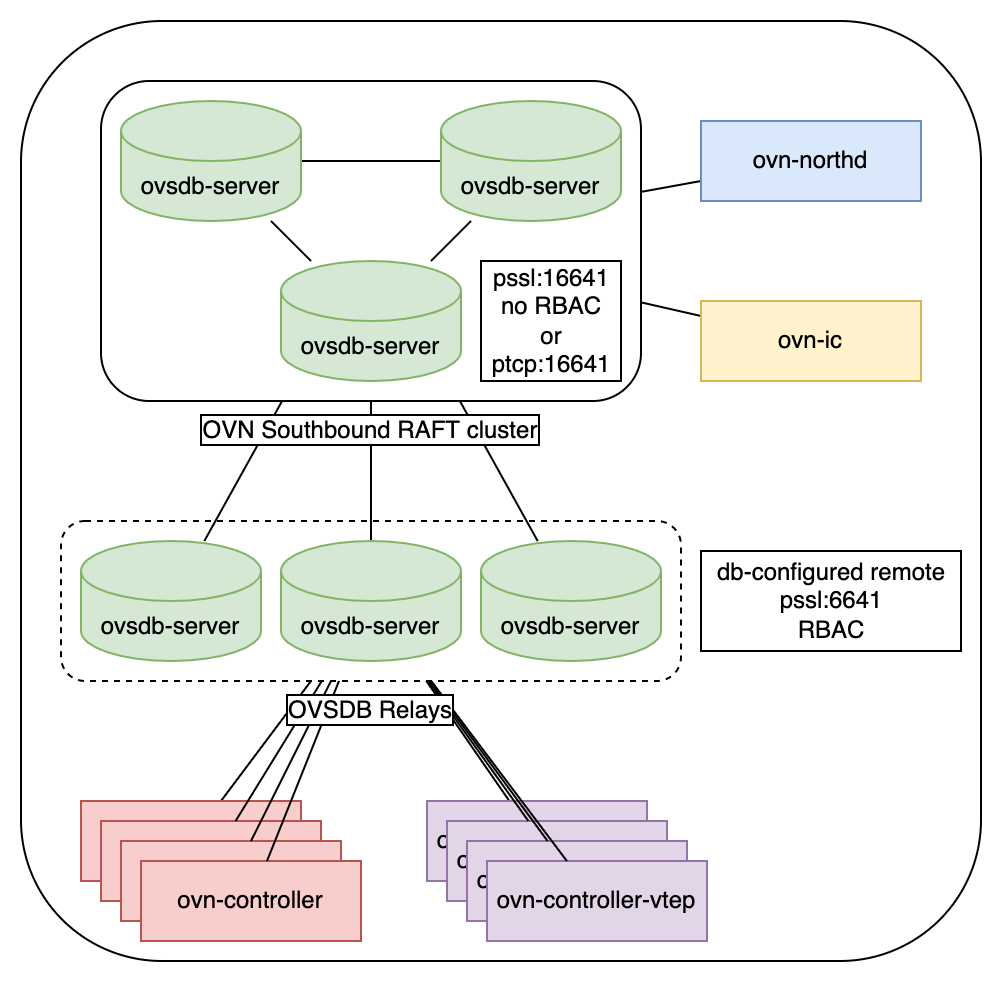 ovsdb-server
ovsdb-server
ovn-northd
ovsdb-server
pssl:16641
no RBAC
or
ptcp:16641
ovn-ic
OVN Southbound RAFT cluster
ovsdb-server
ovsdb-server
ovsdb-server
db-configured remote
pssl:6641
RBAC
OVSDB Relays
o
o
o
ovn-controller
ovn-controller-vtep